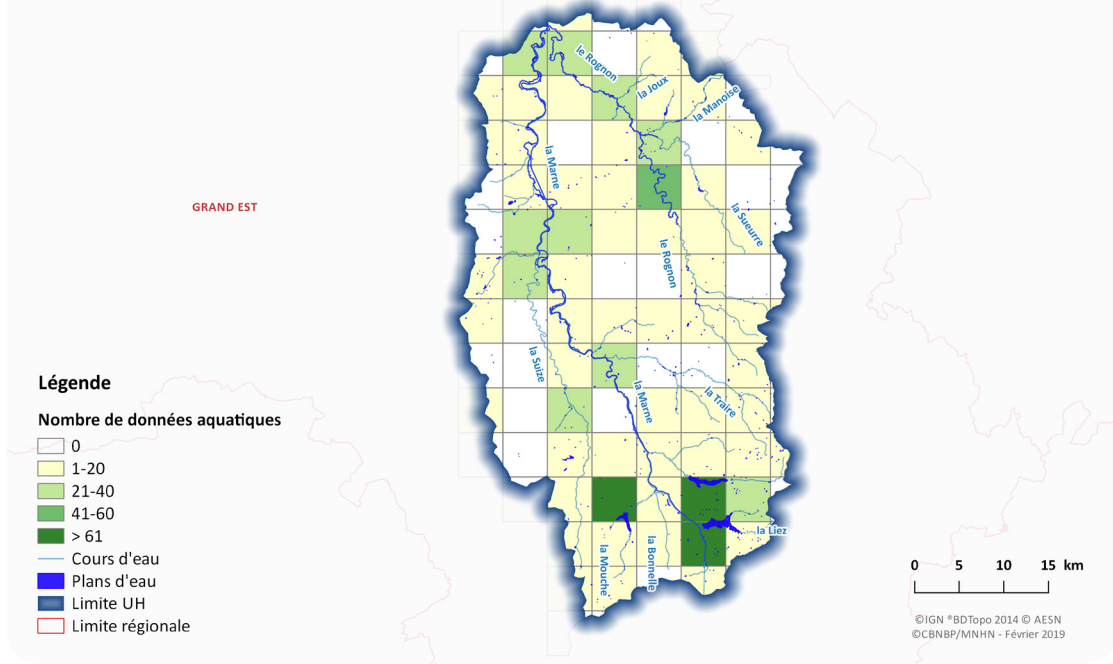 le Rognon
la Joux
la Manoise
la Marne
GRAND EST
la Sueurre
le Rognon
la Suize
la Marne
la Traire
la Liez
la Mouche
la Bonnelle
Légende
Nombre de données aquatiques
0
1-20
21-40
41-60
> 61
Cours d'eau
Plans d'eau
Limite UH
Limite régionale
0 5 10 15 km
©IGN ®BDTopo 2014 © AESN
©CBNBP/MNHN - Février 2019